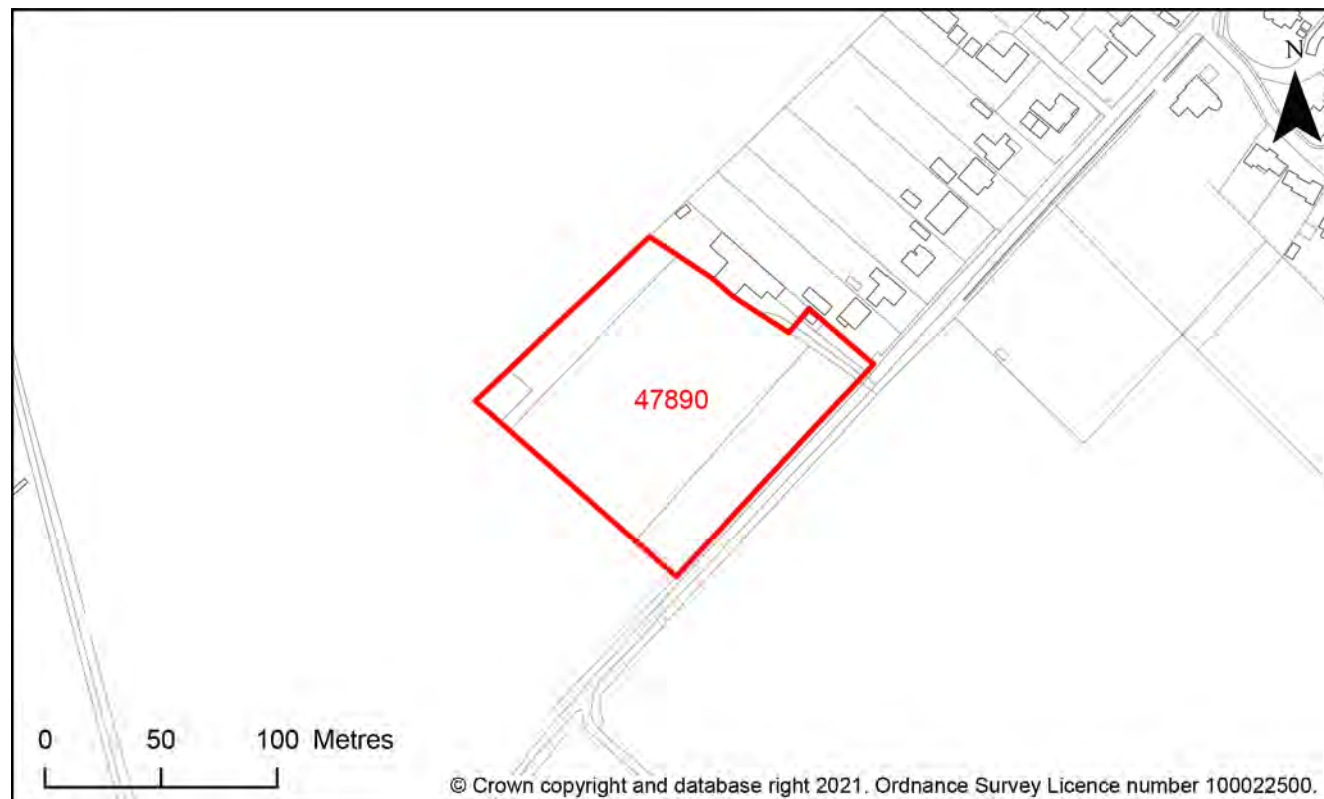 N
47890
0 50 100 Metres
© Crown copyright and database right 2021. Ordnance Survey Licence number 100022500.